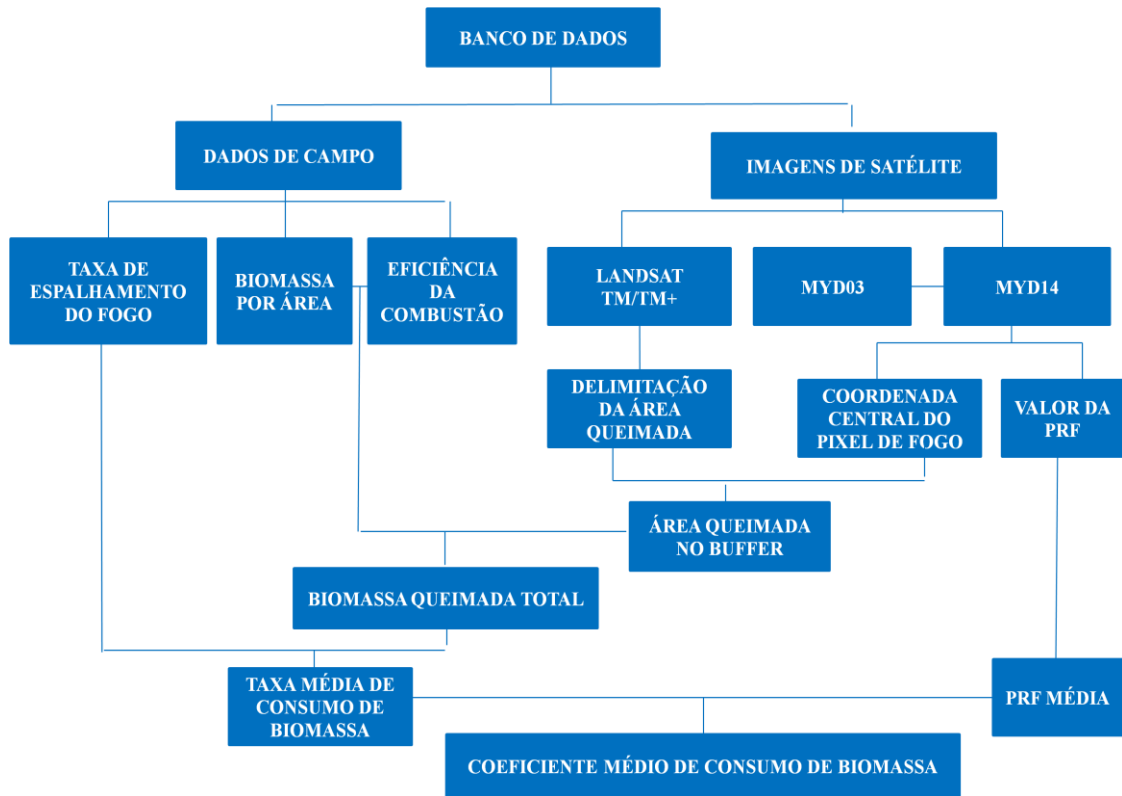 BANCO DE DADOS
DADOS DE CAMPO
IMAGENS DE SATÉLITE
TAXA DE
ESPALHAMENTO
DO FOGO
BIOMASSA
POR ÁREA
EFICIÊNCIA
DA
COMBUSTÃO
LANDSAT
TM/TM+
MYD03
MYD14
DELIMITAÇÃO
DA ÁREA
QUEIMADA
COORDENADA
CENTRAL DO
PIXEL DE FOGO
VALOR DA
PRF
ÁREA QUEIMADA
NO BUFFER
BIOMASSA QUEIMADA TOTAL
TAXA MÉDIA DE
CONSUMO DE
BIOMASSA
PRF MÉDIA
COEFICIENTE MÉDIO DE CONSUMO DE BIOMASSA